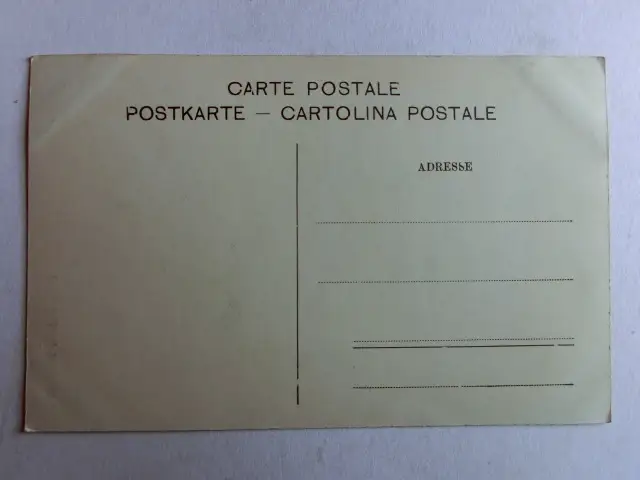 CARTE POSTALE
POSTKARTE — CARTOLINA POSTALE
ADRESSE